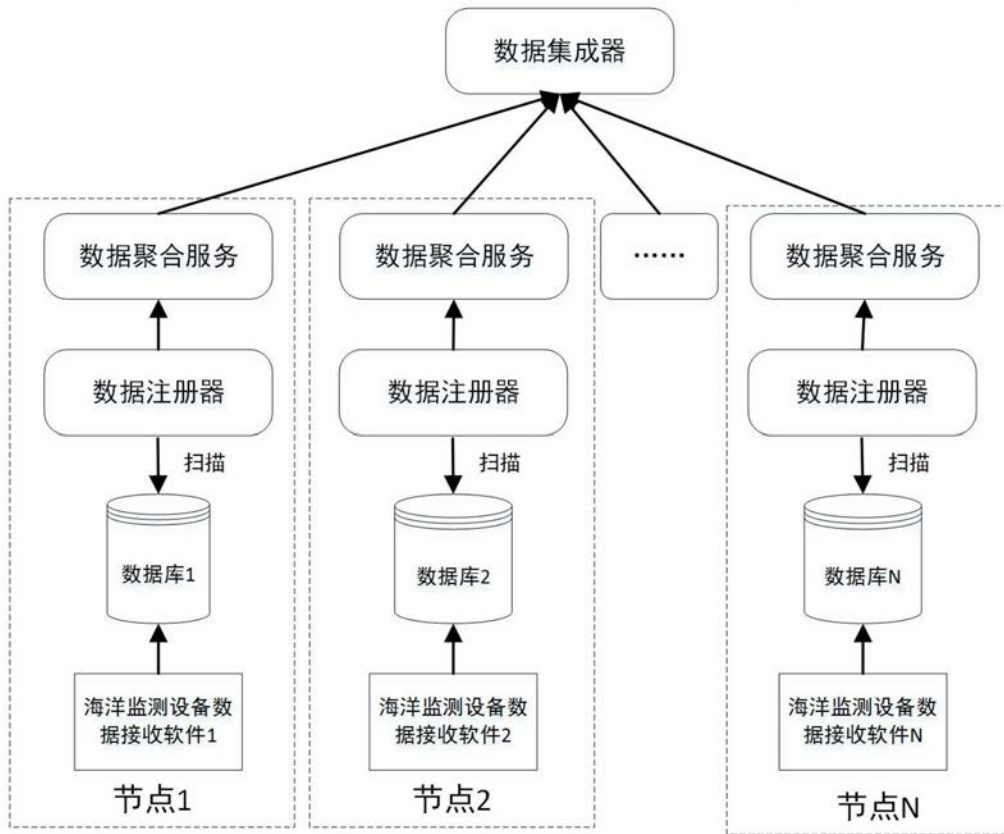 数据集成器
数据聚合服务
数据聚合服务
……
数据聚合服务
数据注册器
数据注册器
数据注册器
扫描
扫描
扫描
数据库1
数据库2
数据库N
海洋监测设备数
据接收软件1
海洋监测设备数
据接收软件2
海洋监测设备数
据接收软件N
节点1
节点2
节点N